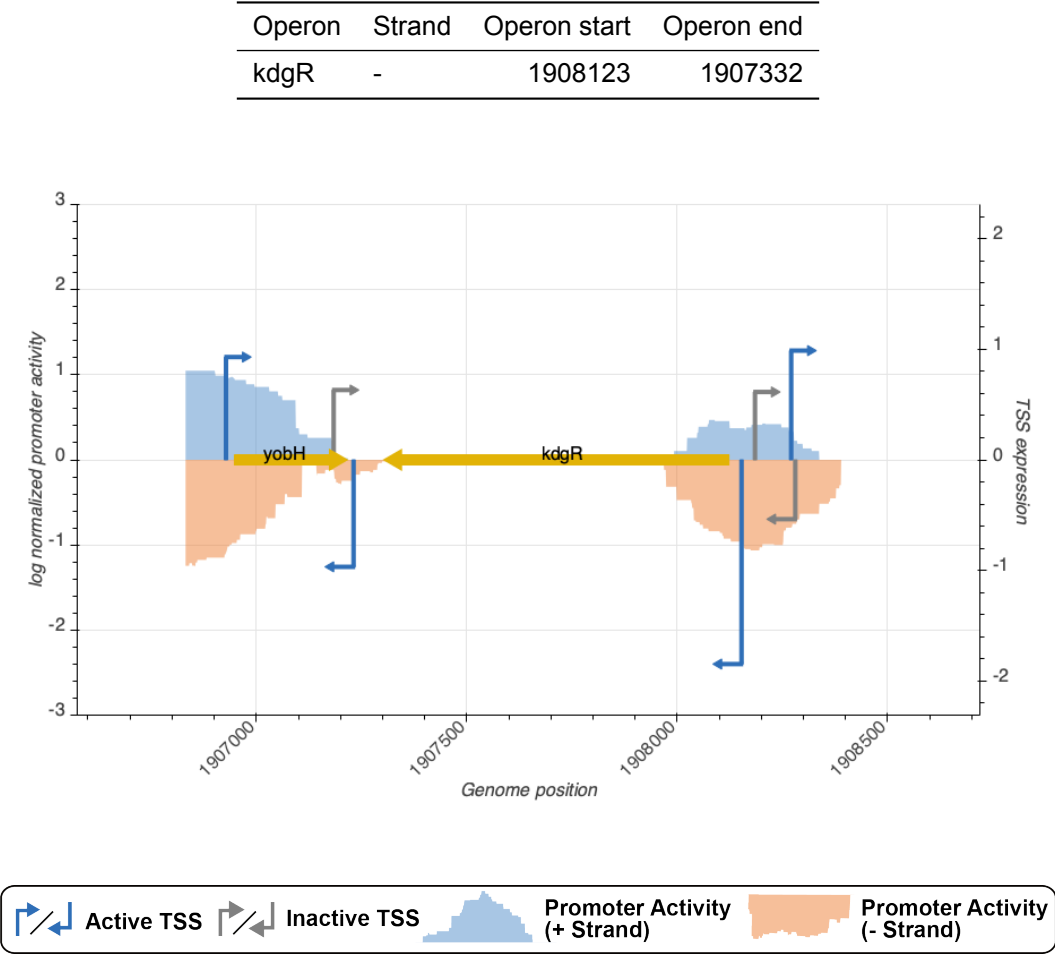 Operon Strand Operon start Operon end
kdgR - 1908123 1907332
3
2
1
0
-1
-2
-3
log normalized promoter activity
2
1
0
-1
-2
TSS expression
yobH
kdgR
1907000
1907500
1908000
1908500
Genome position
Active TSS
Inactive TSS
Promoter Activity
(+ Strand)
Promoter Activity
(- Strand)